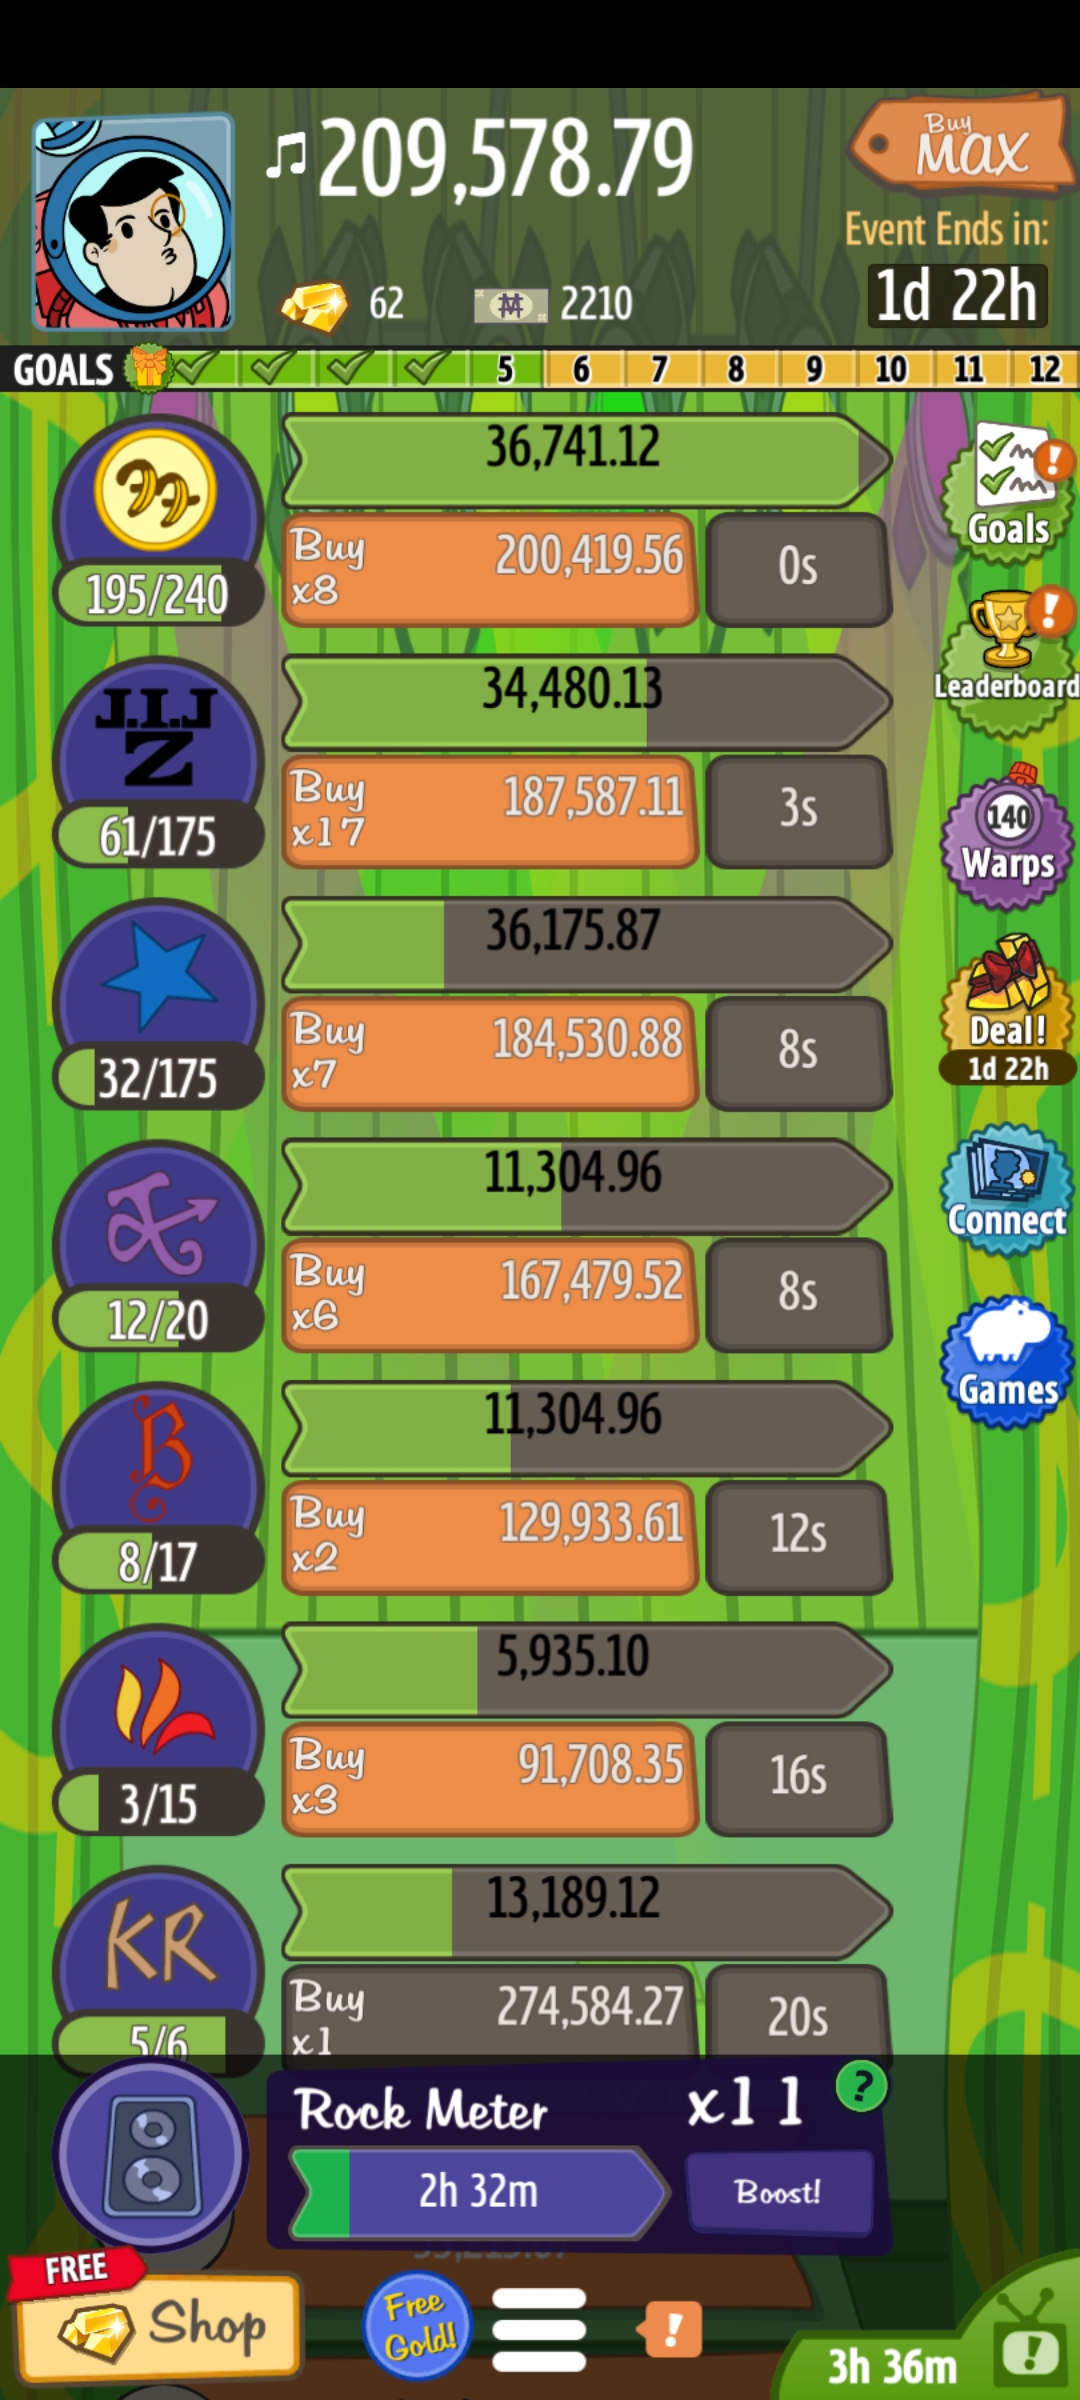 209,578.79
Buy
MAX
Event Ends in:
1d 22h
62
2210
GOALS 5 6 7 8 9 10 11 12
36,741.12
Buy
x8
200,419.56
0s
195/240
Goals
J.I.J
Z
34,480.13
Buy
x17
187,587.11
3s
61/175
Leaderboard
36,175.87
Buy
x7
184,530.88
8s
32/175
140
Warps
Deal!
1d 22h
11,304.96
Buy
x6
167,479.52
8s
12/20
Connect
B
11,304.96
Buy
x2
129,933.61
12s
8/17
Games
5,935.10
Buy
x3
91,708.35
16s
3/15
KR
13,189.12
Buy
x1
274,584.27
20s
5/6
Rock Meter
x11
?
2h 32m
Boost!
FREE
Shop
Free
Gold!
!
3h 36m
!